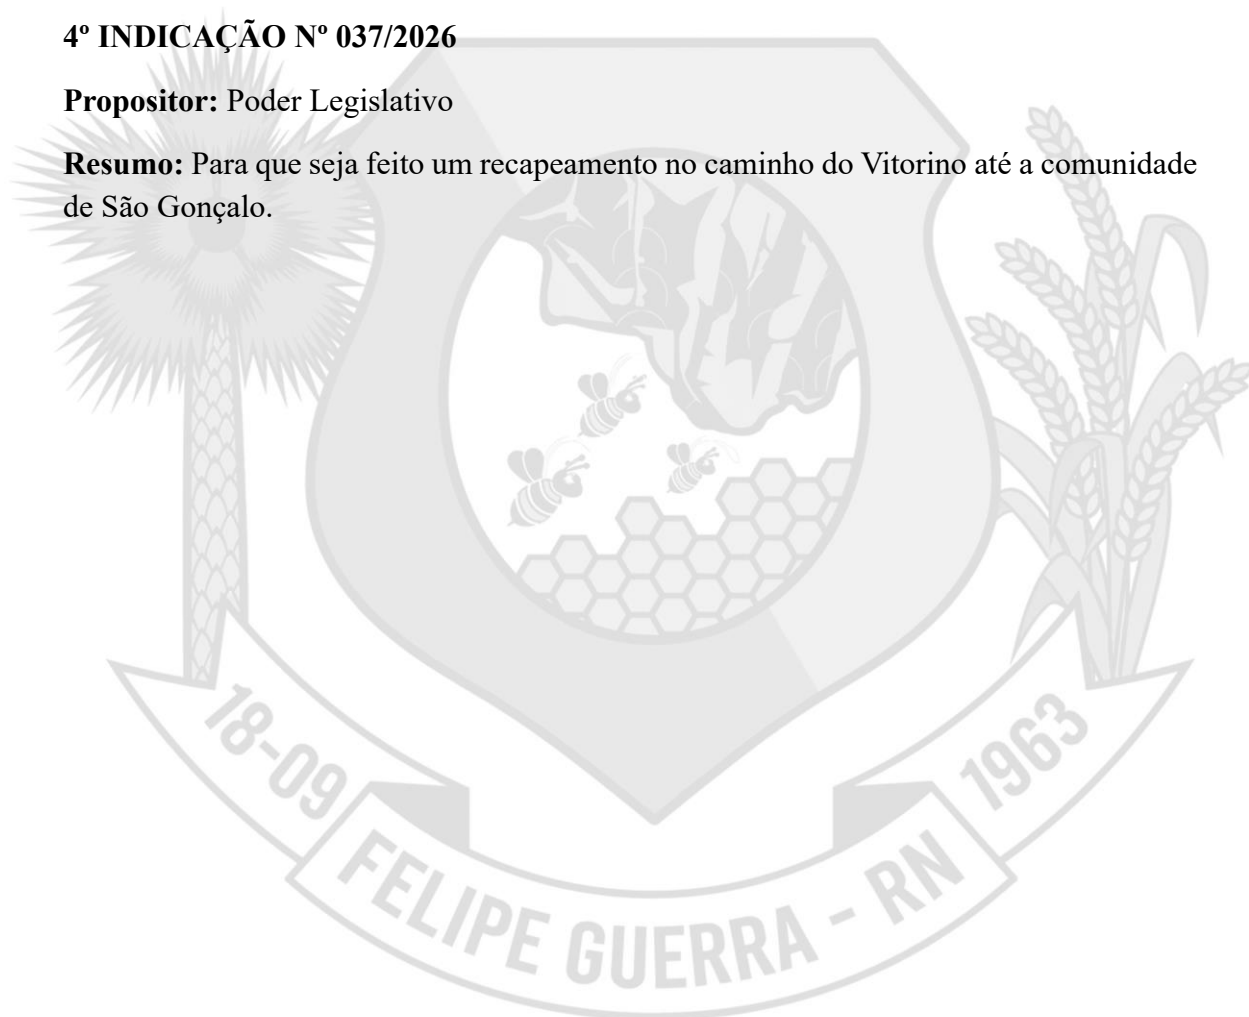 4º INDICAÇÃO Nº 037/2026
Propositor: Poder Legislativo
Resumo: Para que seja feito um recapeamento no caminho do Vitorino até a comunidade
de São Gonçalo.
18-09
1963
FELIPE GUERRA - RN